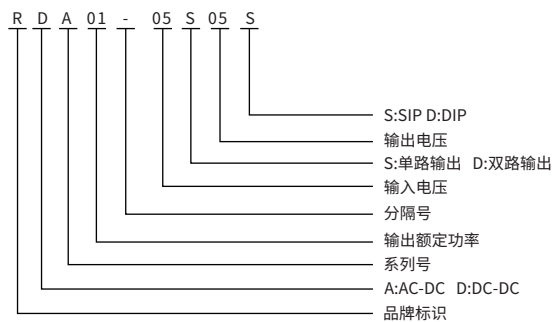 R D A 01 - 05 S 05 S
S:SIP D:DIP
输出电压
S:单路输出 D:双路输出
输入电压
分隔号
输出额定功率
系列号
A:AC-DC D:DC-DC
品牌标识